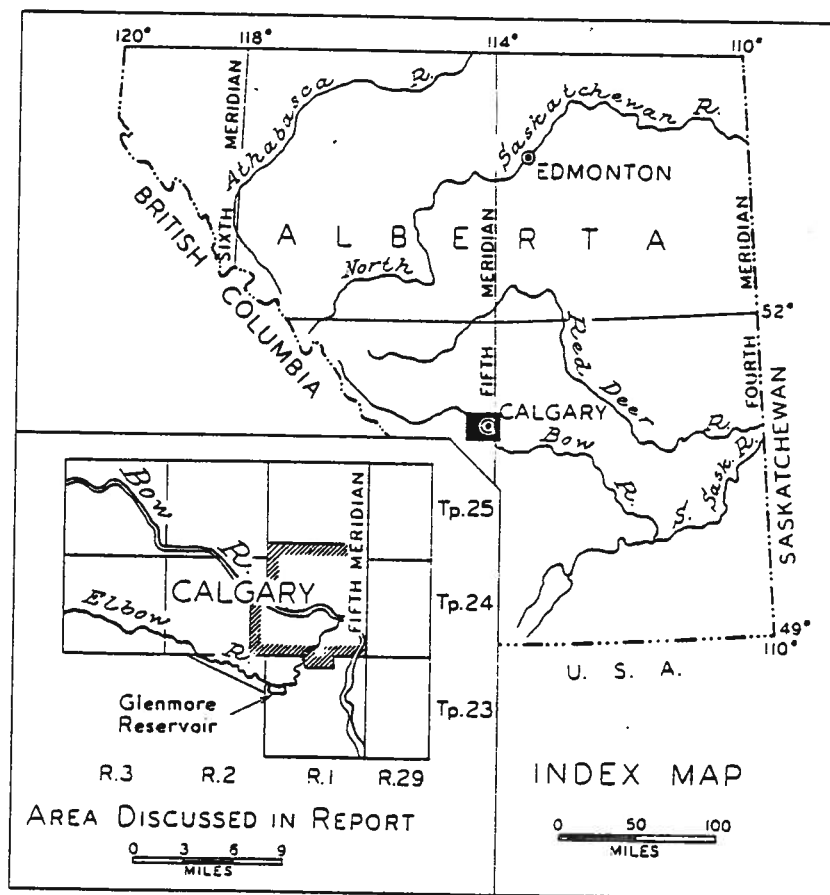 120°
118°
114°
110°
SIXTH MERIDIAN
Athabasca R.
Saskatchewan R.
EDMONTON
BRITISH COLUMBIA
ALBERTA
North
FIFTH MERIDIAN
FOURTH MERIDIAN
52°
Red Deer R.
CALGARY
Bow R.
S. Sask. R.
SASKATCHEWAN
49°
110°
U. S. A.
Bow R.
FIFTH MERIDIAN
Tp.25
CALGARY
Tp.24
Elbow R.
Glenmore
Reservoir
Tp.23
R.3 R.2 R.1 R.29
AREA DISCUSSED IN REPORT
0 3 6 9
MILES
INDEX MAP
0 50 100
MILES